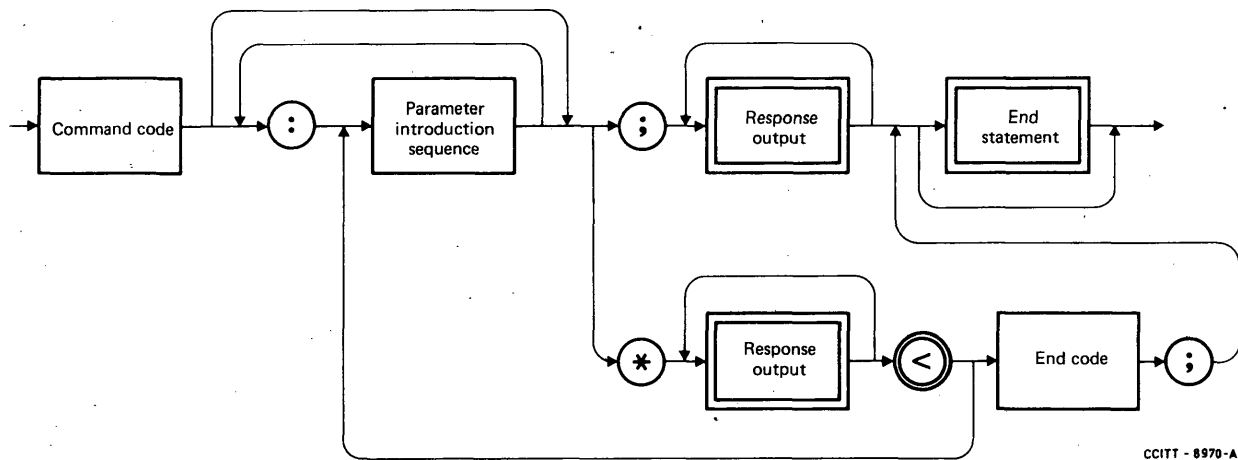 Command code
:
Parameter
introduction
sequence
;
Response
output
End
statement
*
Response
output
<
End code
;
CCITT - 8970-A